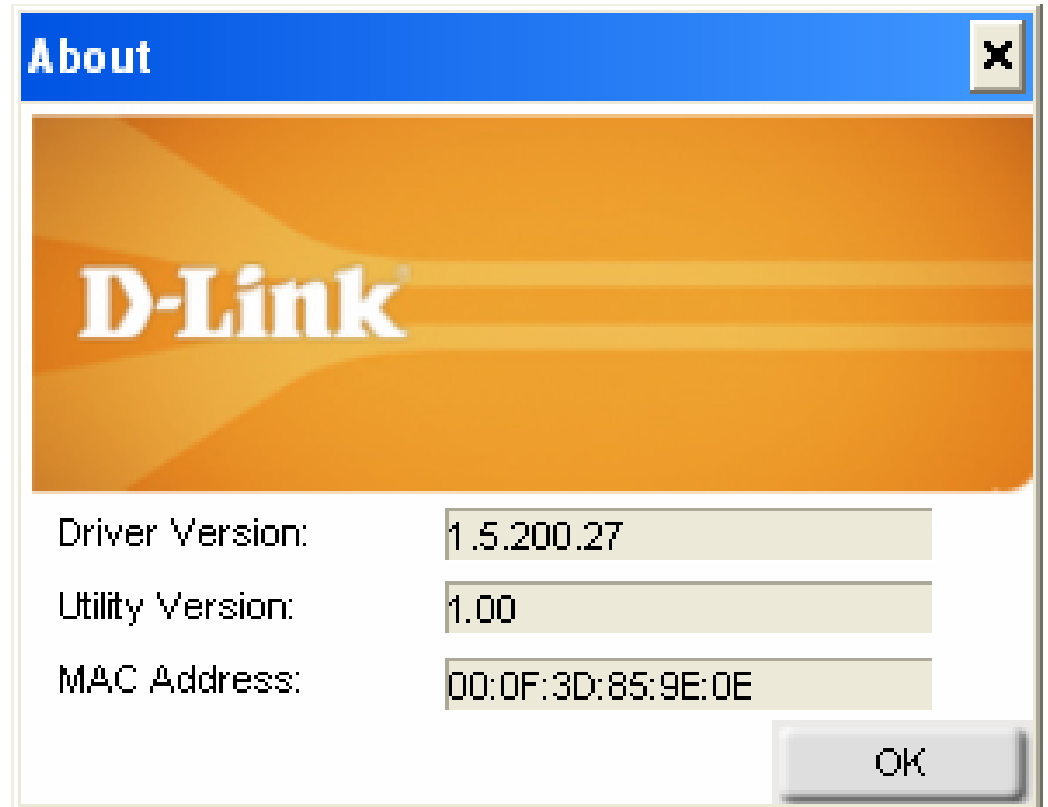 About
D-Link
Driver Version: 1.5.200.27
Utility Version: 1.00
MAC Address: 00:0F:3D:85:9E:0E
OK